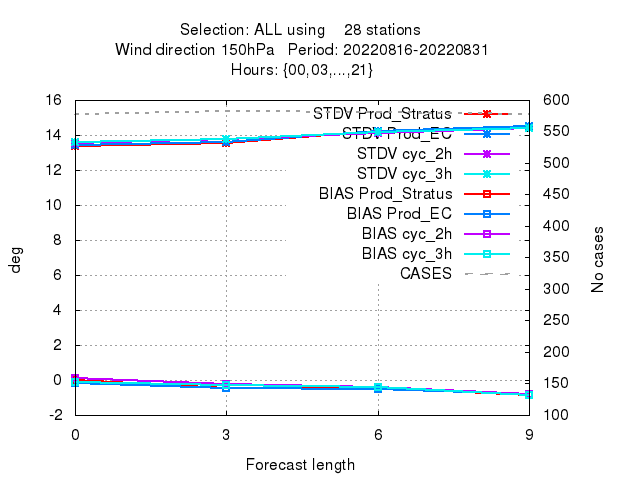 Selection: ALL using 28 stations
Wind direction 150hPa Period: 20220816-20220831
Hours: {00,03,...,21}
STDV Prod_Stratus
STDV Prod_EC
STDV cyc_2h
STDV cyc_3h
BIAS Prod_Stratus
BIAS Prod_EC
BIAS cyc_2h
BIAS cyc_3h
CASES
deg
16
14
12
10
8
6
4
2
0
-2
No cases
600
550
500
450
400
350
300
250
200
150
100
0 3 6 9
Forecast length